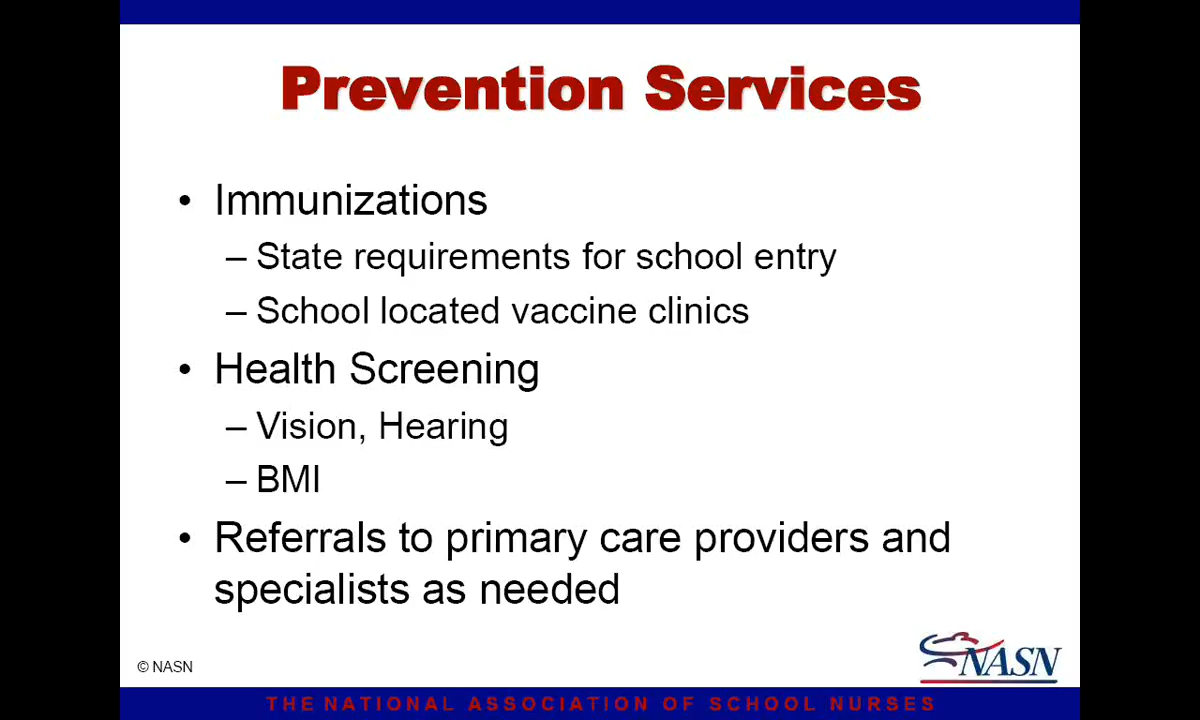 Prevention Services
• Immunizations
– State requirements for school entry
– School located vaccine clinics
• Health Screening
– Vision, Hearing
– BMI
• Referrals to primary care providers and
specialists as needed
© NASN
NASN
THE NATIONAL ASSOCIATION OF SCHOOL NURSES